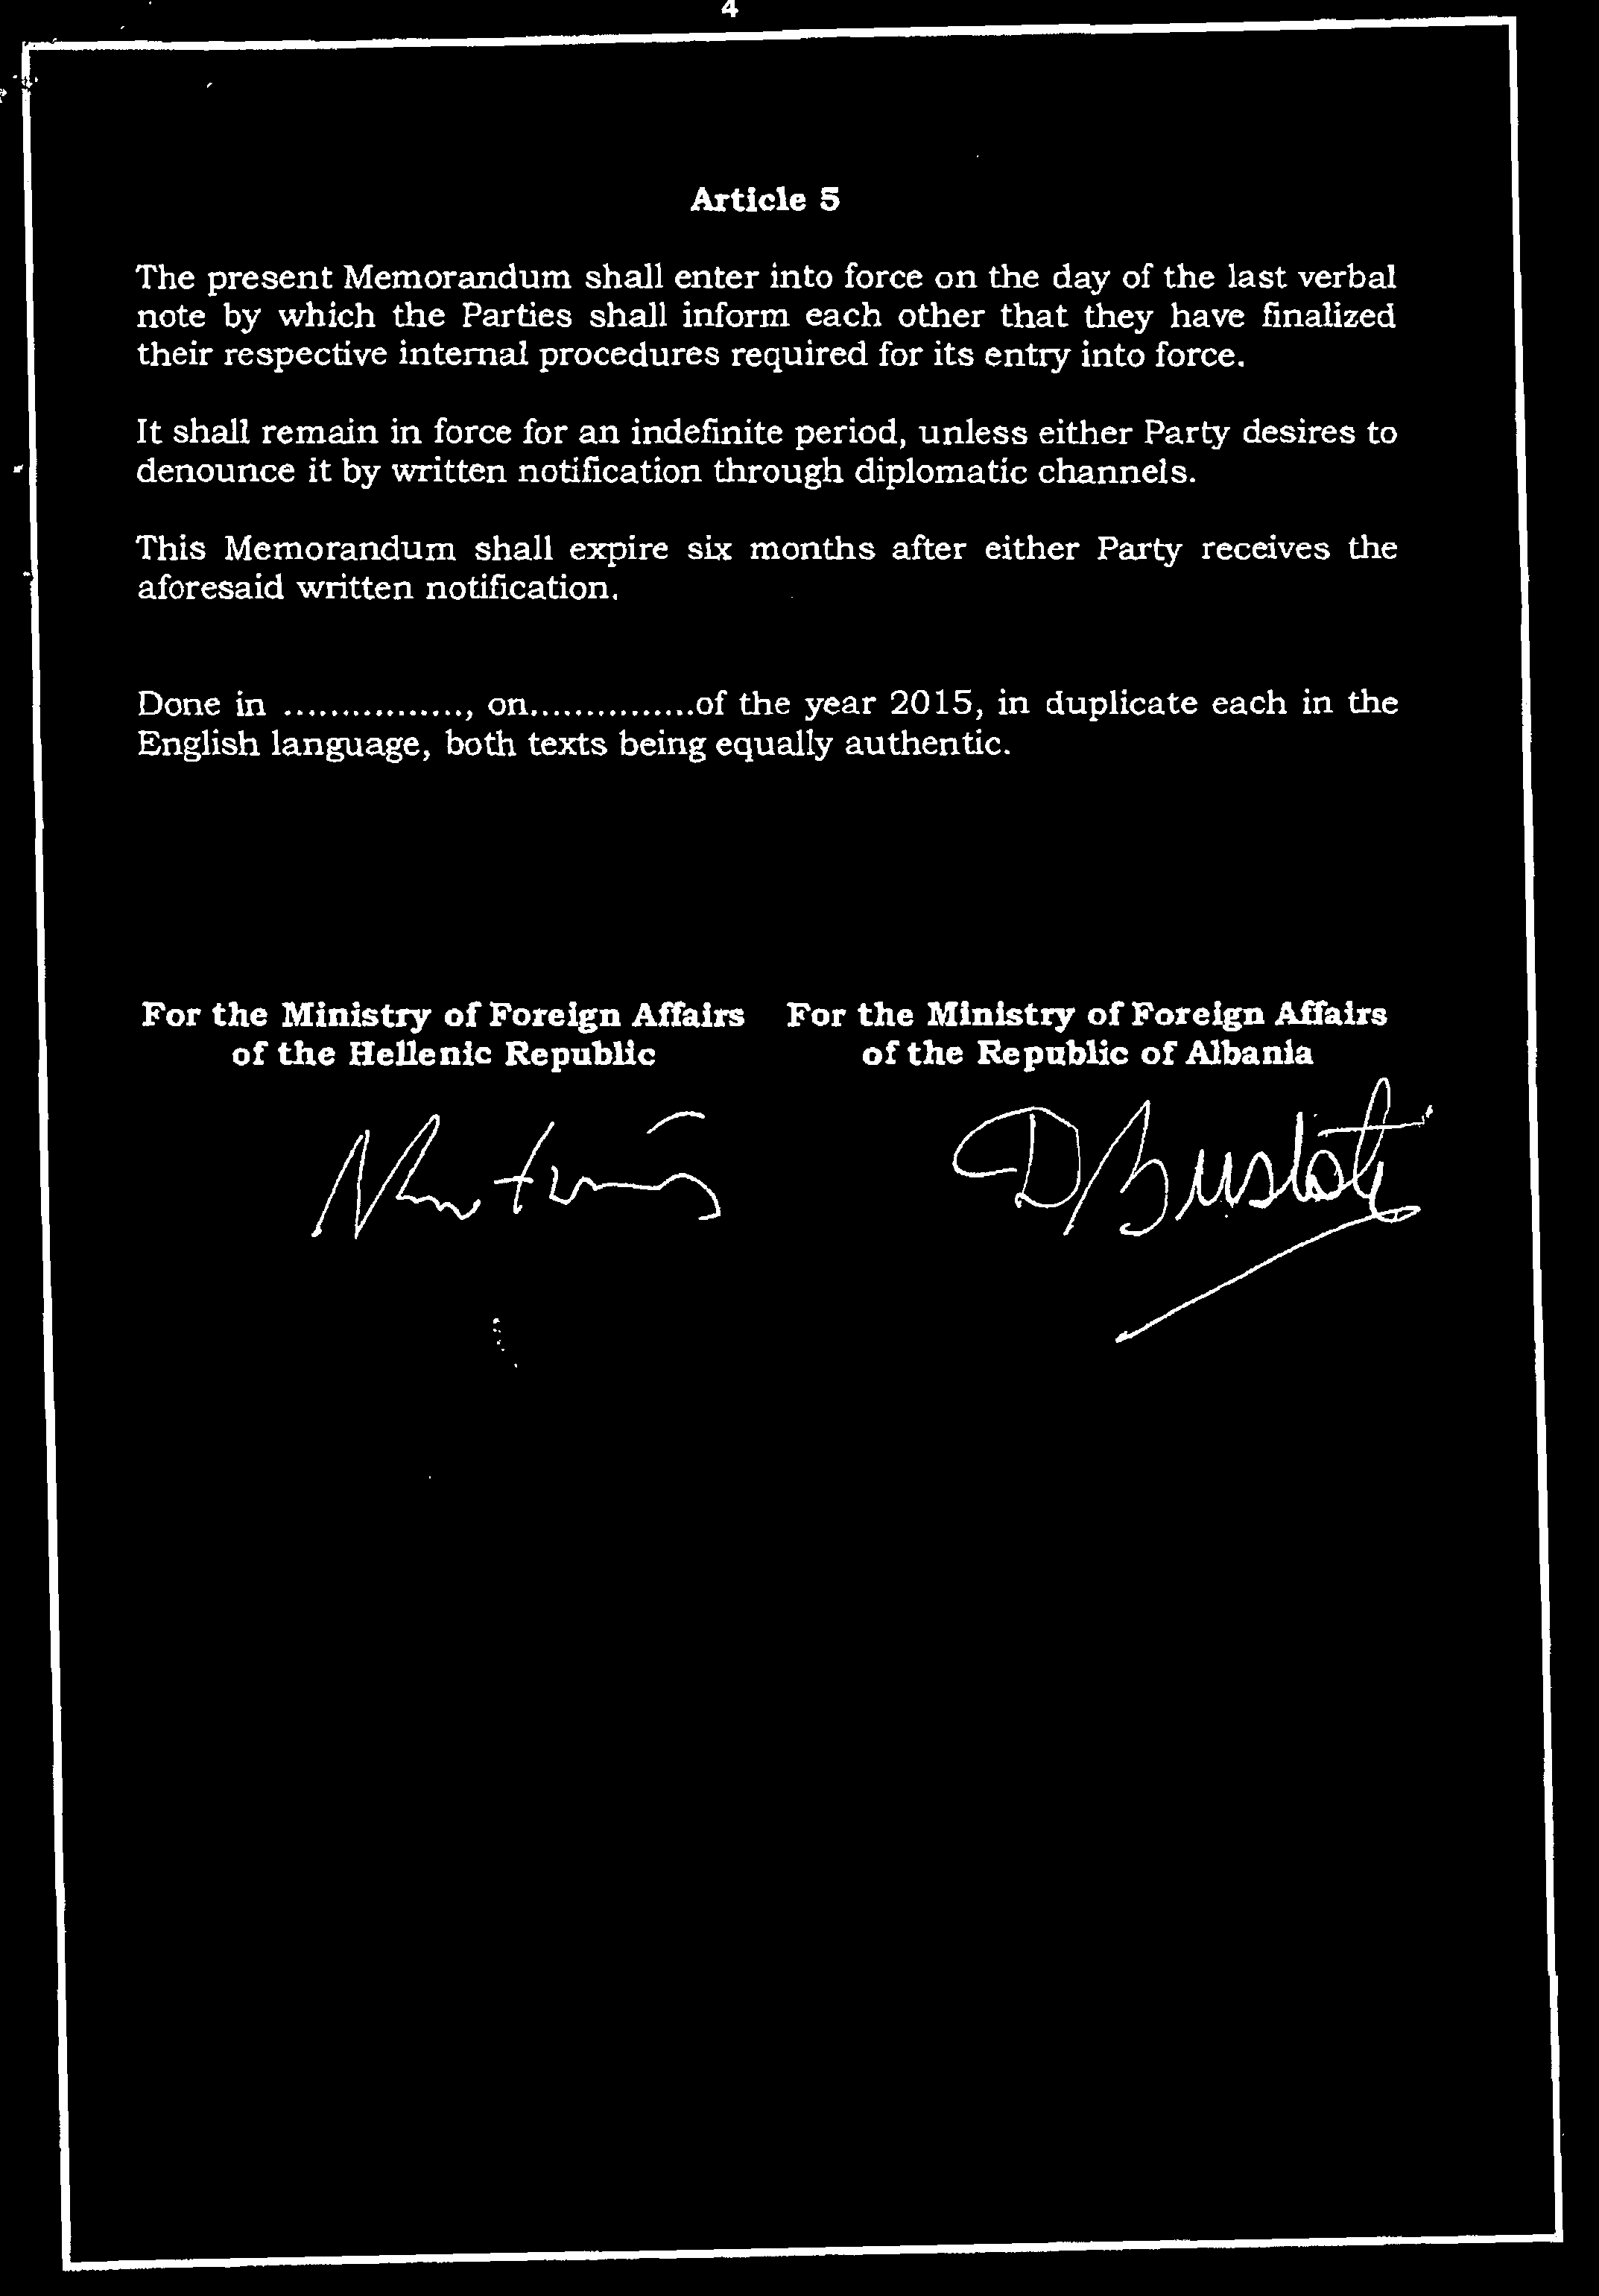 4
Article 5
The present Memorandum shall enter into force on the day of the last verbal
note by which the Parties shall inform each other that they have finalized
their respective internal procedures required for its entry into force.
It shall remain in force for an indefinite period, unless either Party desires to
denounce it by written notification through diplomatic channels.
This Memorandum shall expire six months after either Party receives the
aforesaid written notification.
Done in ................, on...............of the year 2015, in duplicate each in the
English language, both texts being equally authentic.
For the Ministry of Foreign Affairs For the Ministry of Foreign Affairs
of the Hellenic Republic of the Republic of Albania